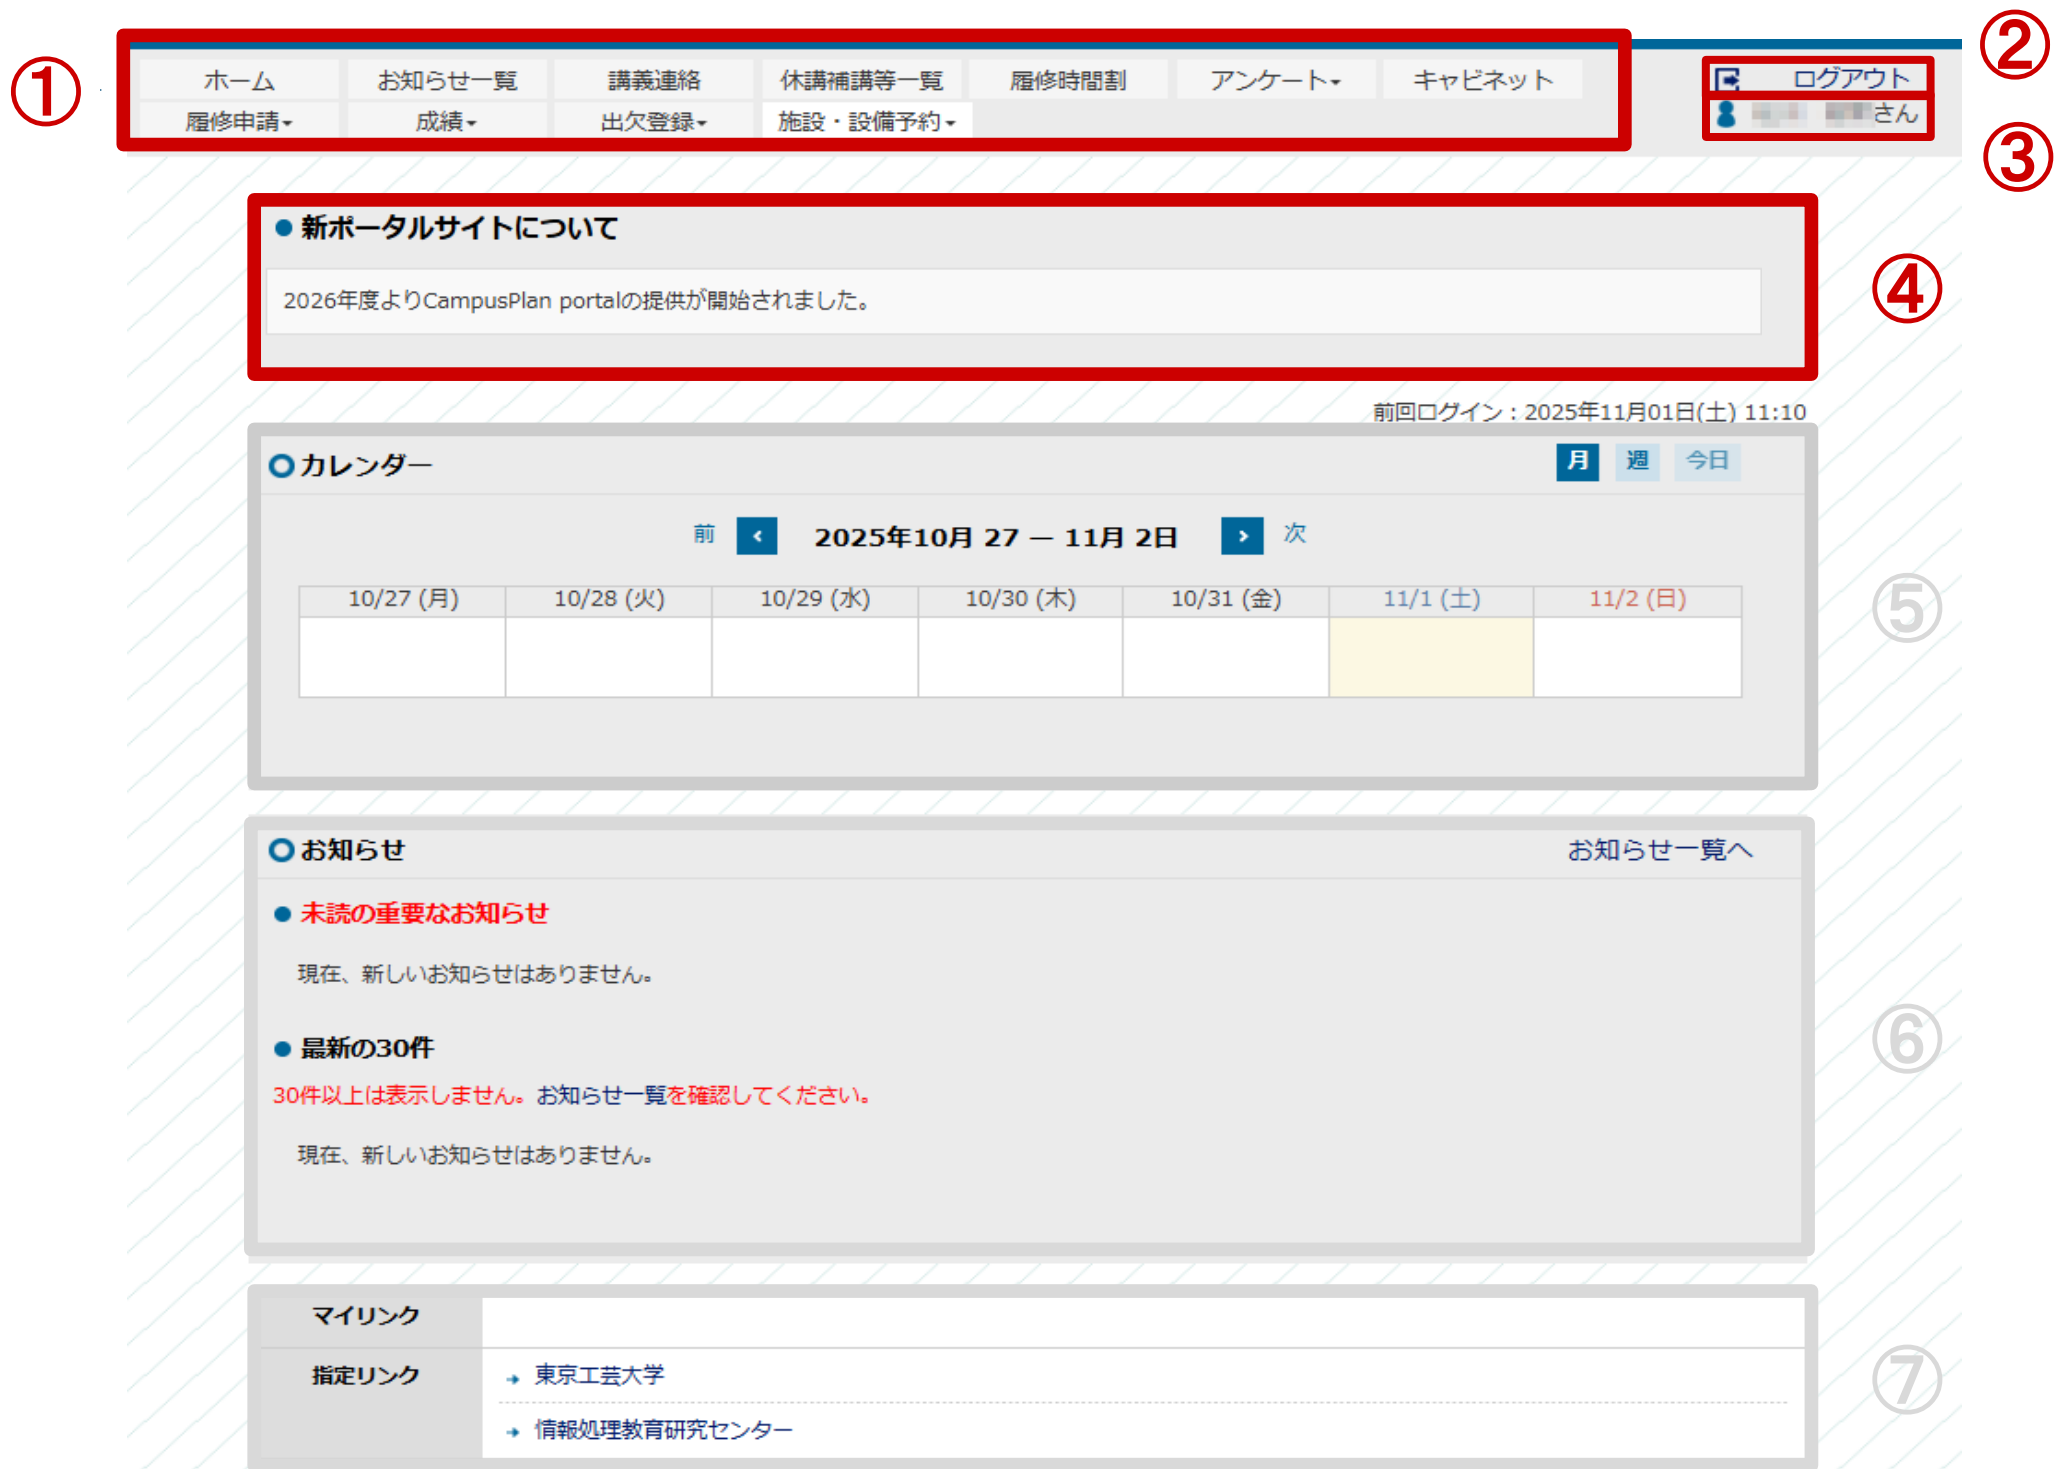 ①
②
ホーム お知らせ一覧 講義連絡 休講補講等一覧 履修時間割 アンケート キャビネット ログアウト
履修申請 成績 出欠登録 施設・設備予約 さん
③
新ポータルサイトについて
④
2026年度よりCampusPlan portalの提供が開始されました。
前回ログイン：2025年11月01日(土) 11:10
カレンダー 月 週 今日
前 2025年10月 27 — 11月 2日 次
10/27 (月) 10/28 (火) 10/29 (水) 10/30 (木) 10/31 (金) 11/1 (土) 11/2 (日)
⑤
お知らせ お知らせ一覧へ
未読の重要なお知らせ
現在、新しいお知らせはありません。
⑥
最新の30件
30件以上は表示しません。お知らせ一覧を確認してください。
現在、新しいお知らせはありません。
マイリンク
指定リンク 東京工芸大学
⑦
情報処理教育研究センター